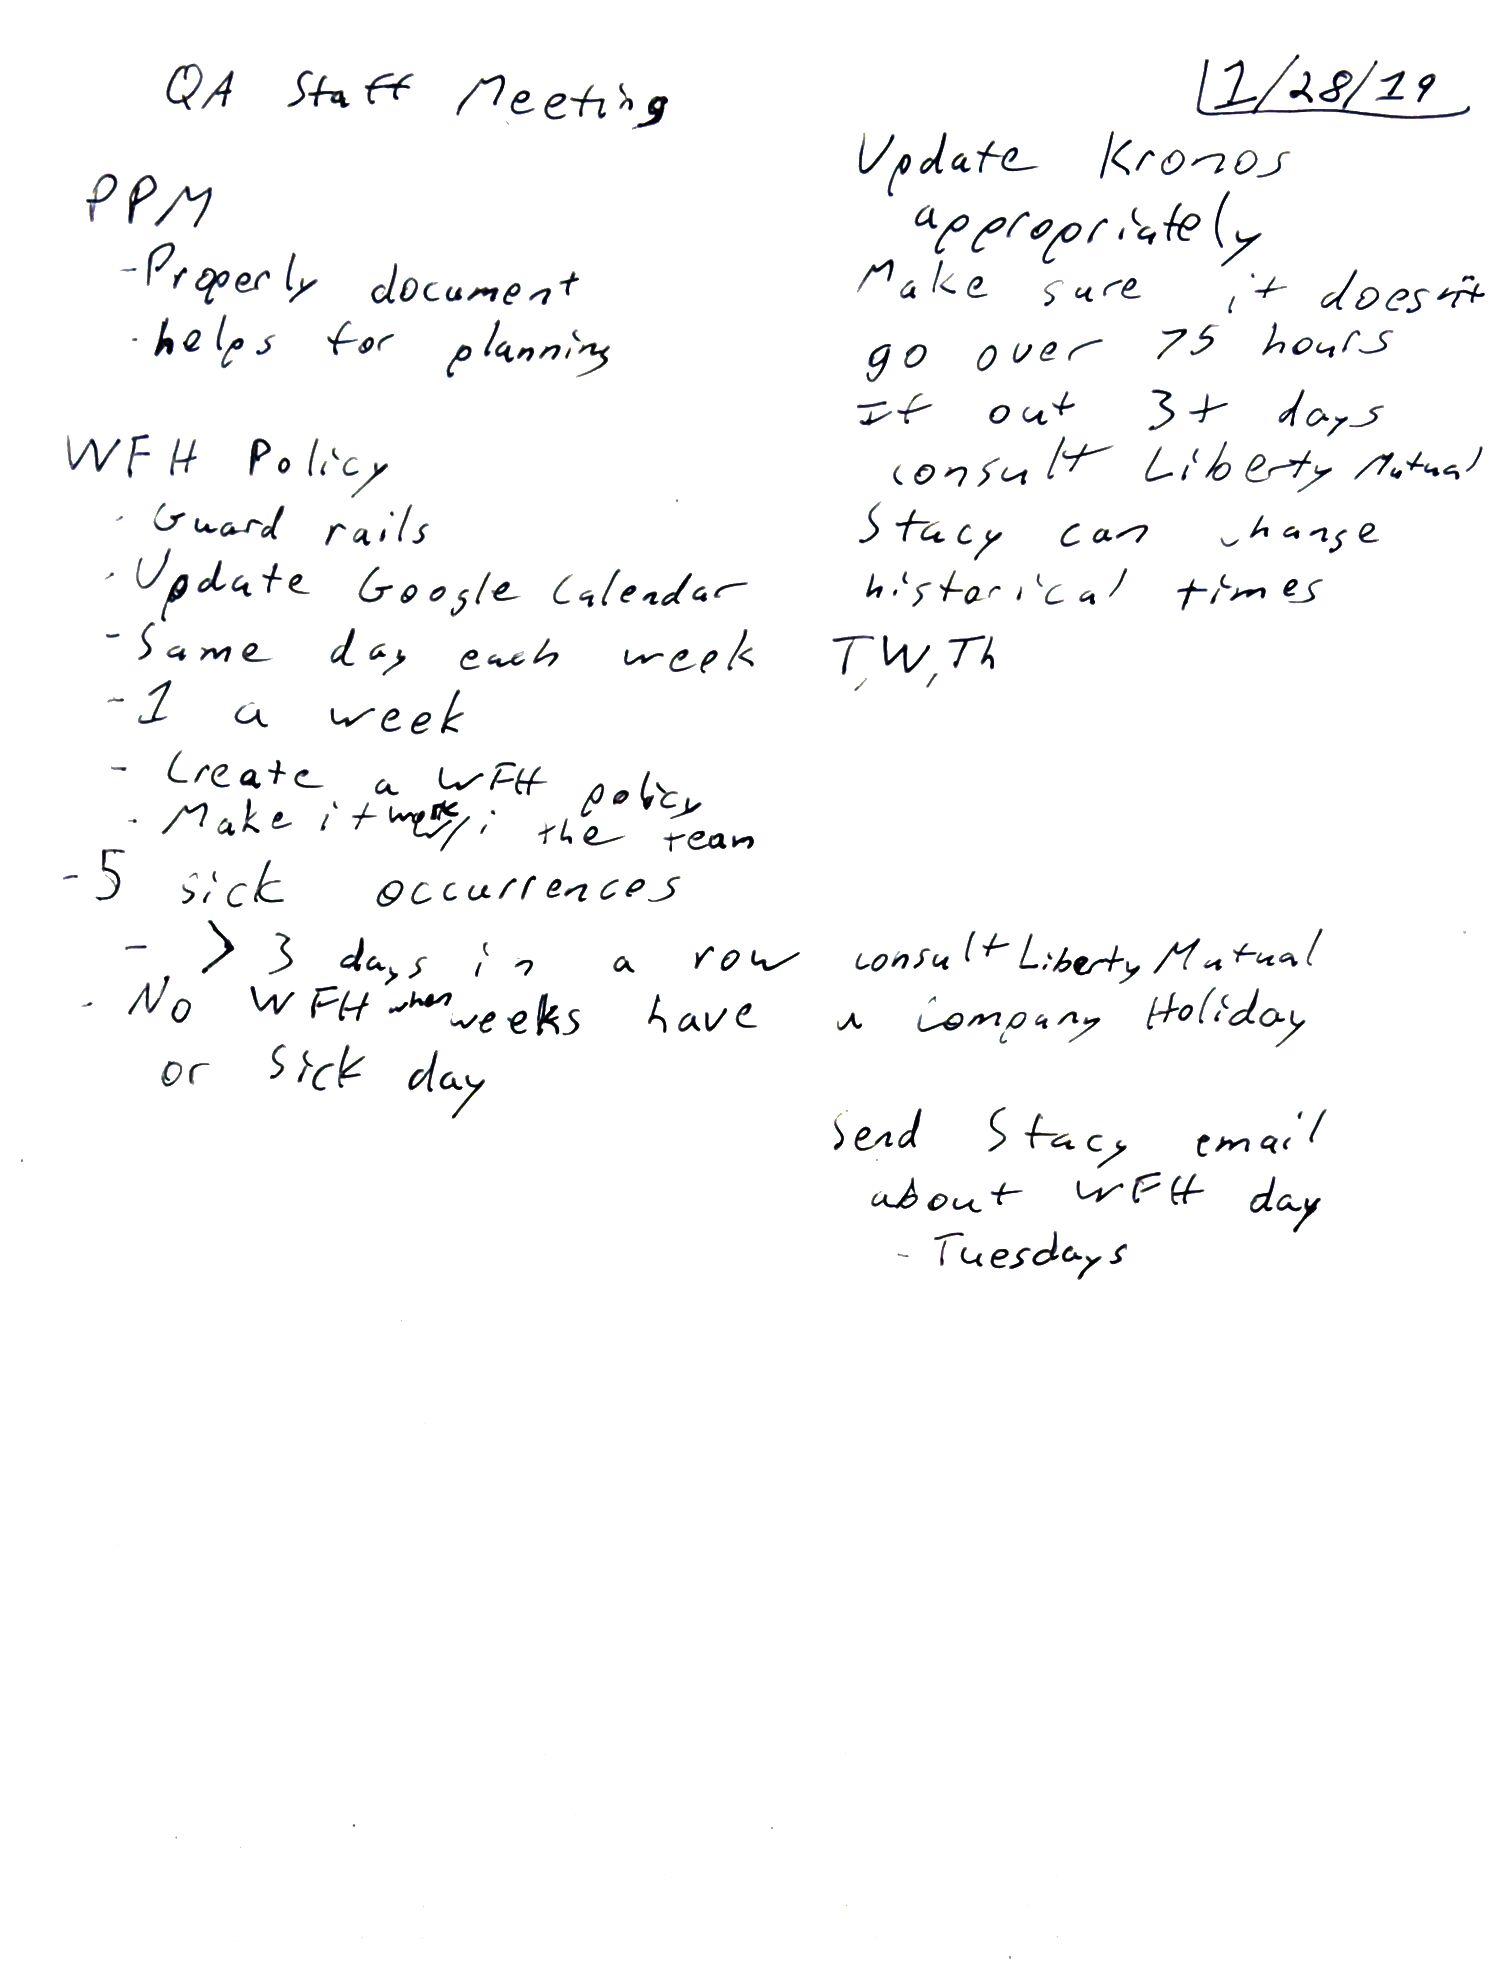 QA Staff Meeting
1/28/19
PPM
-Properly document
-helps for planning
WFH Policy
- Guard rails
- Update Google Calendar
- Same day each week T, W, Th
- 1 a week
- Create a WFH policy
- Make it work w/i the team
-5 sick occurrences
- > 3 days in a row consult Liberty Mutual
- No WFH when weeks have a Company Holiday
or Sick day
Update Kronos
appropriately
Make sure it doesn't
go over 75 hours
If out 3+ days
consult Liberty Mutual
Stacy can change
historical times
Send Stacy email
about WFH day
- Tuesdays